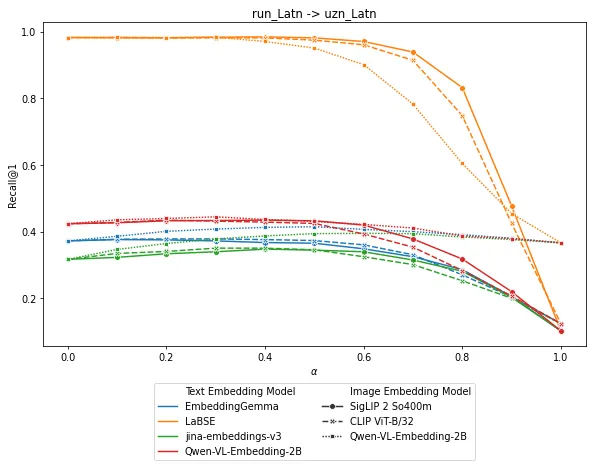 run_Latn -> uzn_Latn
Recall@1
1.0
0.8
0.6
0.4
0.2
0.0 0.2 0.4 0.6 0.8 1.0
α
Text Embedding Model Image Embedding Model
EmbeddingGemma SigLIP 2 So400m
LaBSE CLIP ViT-B/32
jina-embeddings-v3 Qwen-VL-Embedding-2B
Qwen-VL-Embedding-2B